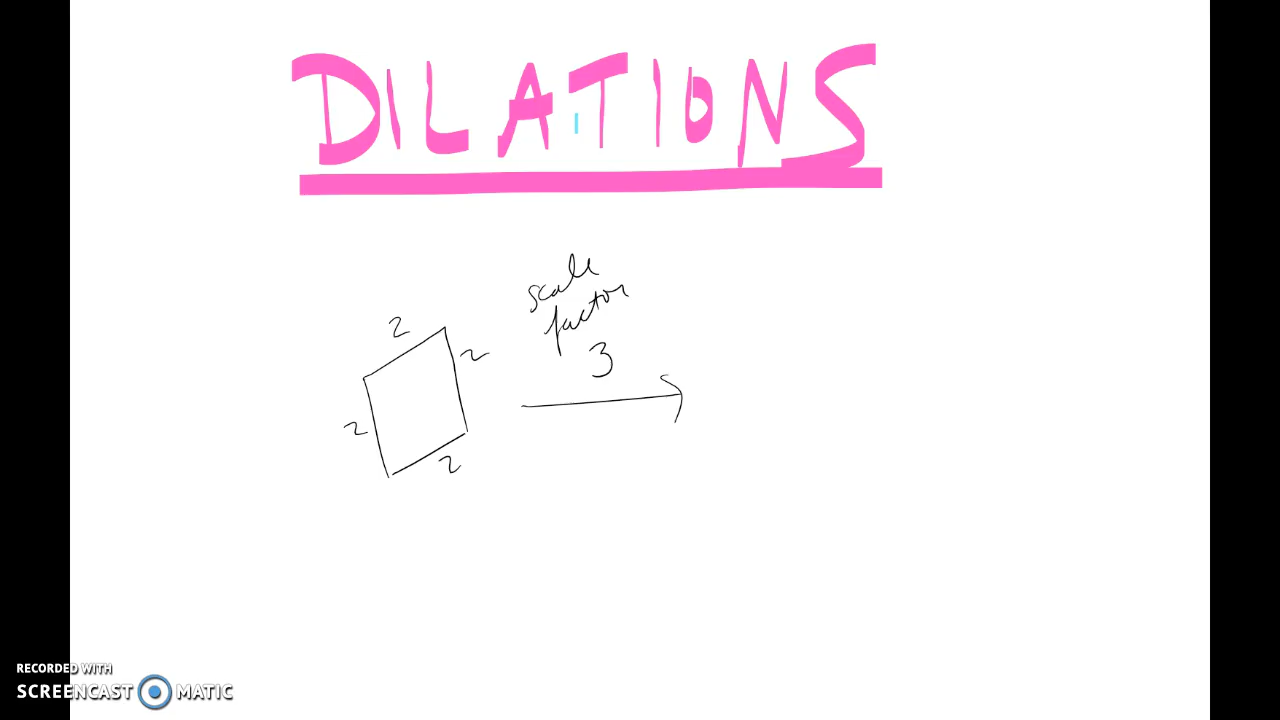 DILATIONS
scale
factor
3
2
2
2
2
RECORDED WITH
SCREENCAST MATIC